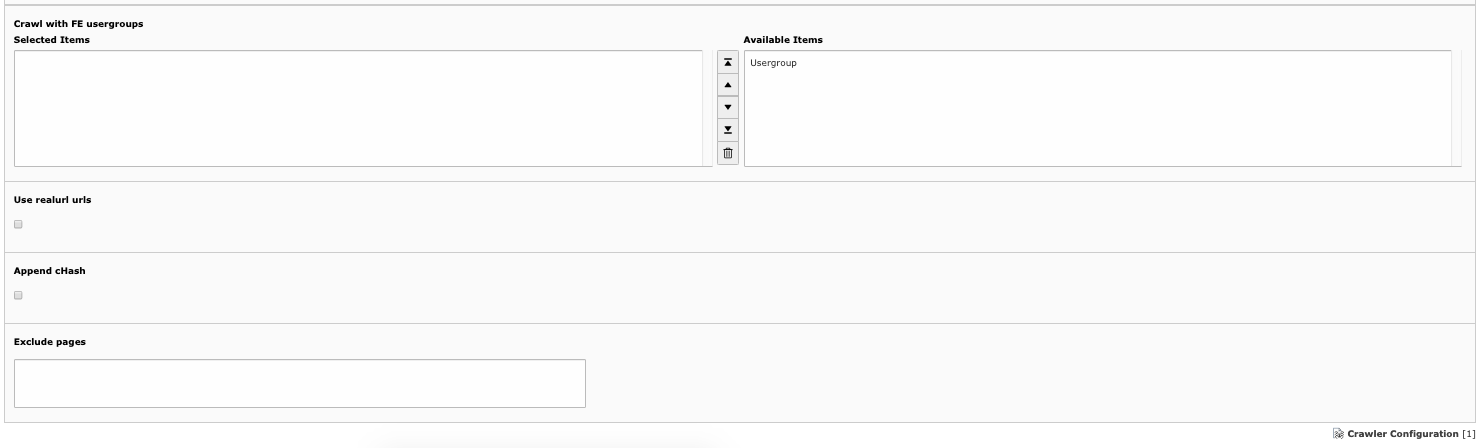 Crawl with FE usergroups
Selected Items
Available Items
Usergroup
Use realurl urls
Append cHash
Exclude pages
Crawler Configuration [1]